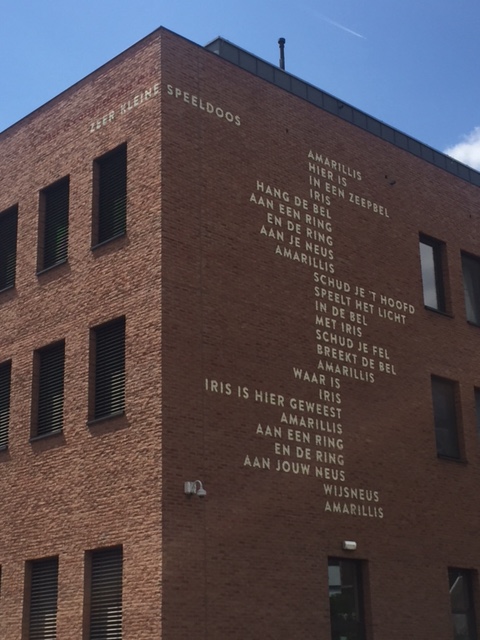 ZEER KLEINE SPEELDOOS
AMARILLIS
HIER IS
IN EEN ZEEPBEL
IRIS
HANG DE BEL
AAN EEN RING
EN DE RING
AAN JE NEUS
AMARILLIS
SCHUD JE 'T HOOFD
SPEELT HET LICHT
IN DE BEL
MET IRIS
SCHUD JE FEL
BREEKT DE BEL
AMARILLIS
WAAR IS
IRIS
IRIS IS HIER GEWEEST
AMARILLIS
AAN EEN RING
EN DE RING
AAN JOUW NEUS
WIJSNEUS
AMARILLIS